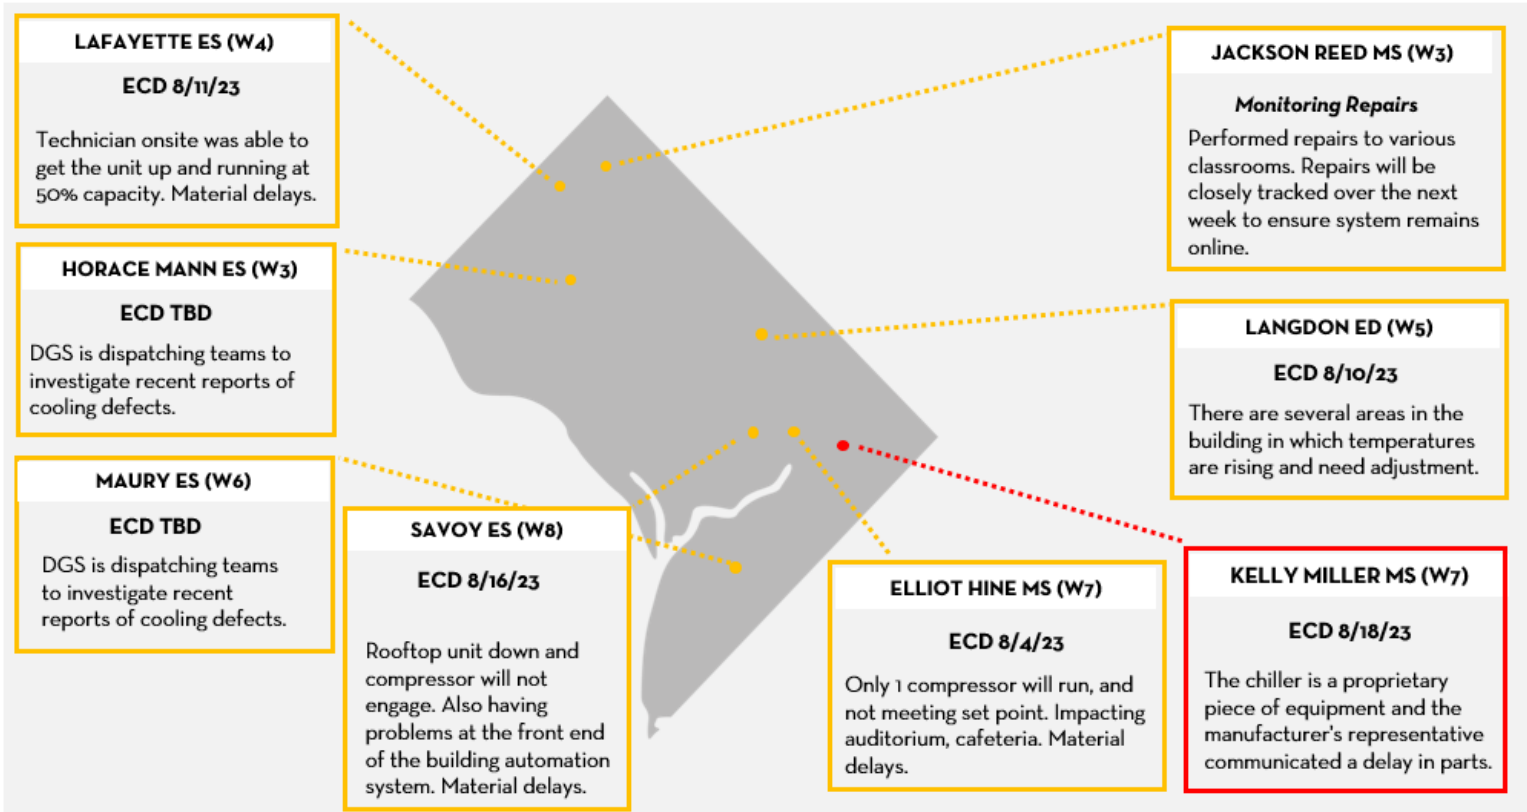 LAFAYETTE ES (W4)
ECD 8/11/23
Technician onsite was able to
get the unit up and running at
50% capacity. Material delays.
HORACE MANN ES (W3)
ECD TBD
DGS is dispatching teams to
investigate recent reports of
cooling defects.
MAURY ES (W6)
ECD TBD
DGS is dispatching teams
to investigate recent
reports of cooling defects.
SAVOY ES (W8)
ECD 8/16/23
Rooftop unit down and
compressor will not
engage. Also having
problems at the front end
of the building automation
system. Material delays.
ELLIOT HINE MS (W7)
ECD 8/4/23
Only 1 compressor will run, and
not meeting set point. Impacting
auditorium, cafeteria. Material
delays.
JACKSON REED MS (W3)
Monitoring Repairs
Performed repairs to various
classrooms. Repairs will be
closely tracked over the next
week to ensure system remains
online.
LANGDON ED (W5)
ECD 8/10/23
There are several areas in the
building in which temperatures
are rising and need adjustment.
KELLY MILLER MS (W7)
ECD 8/18/23
The chiller is a proprietary
piece of equipment and the
manufacturer's representative
communicated a delay in parts.